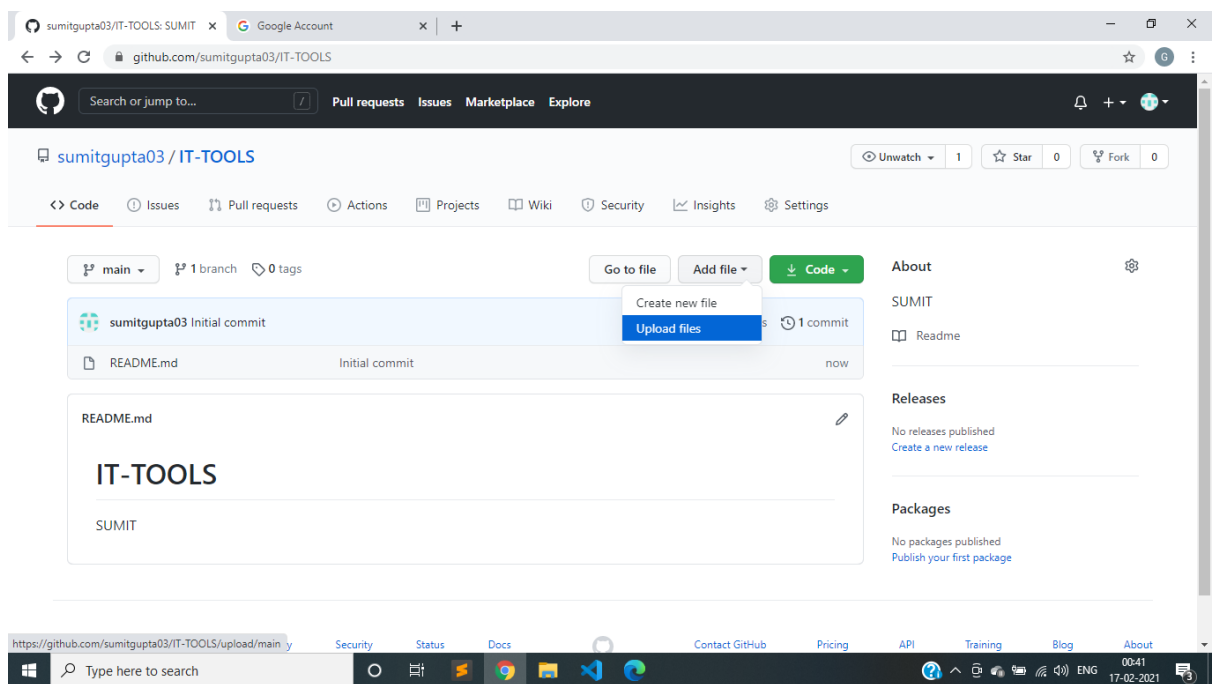 sumitgupta03/IT-TOOLS: SUMIT
Google Account
github.com/sumitgupta03/IT-TOOLS
G
Search or jump to...
/
Pull requests Issues Marketplace Explore
sumitgupta03 / IT-TOOLS
Unwatch 1 Star 0 Fork 0
Code Issues Pull requests Actions Projects Wiki Security Insights Settings
main 1 branch 0 tags
Go to file Add file Code
Create new file
Upload files
sumitgupta03 Initial commit
s 1 commit
README.md Initial commit now
README.md
IT-TOOLS
SUMIT
About
SUMIT
Readme
Releases
No releases published
Create a new release
Packages
No packages published
Publish your first package
https://github.com/sumitgupta03/IT-TOOLS/upload/main y Security Status Docs Contact GitHub Pricing API Training Blog About
Type here to search
ENG
00:41
17-02-2021
3